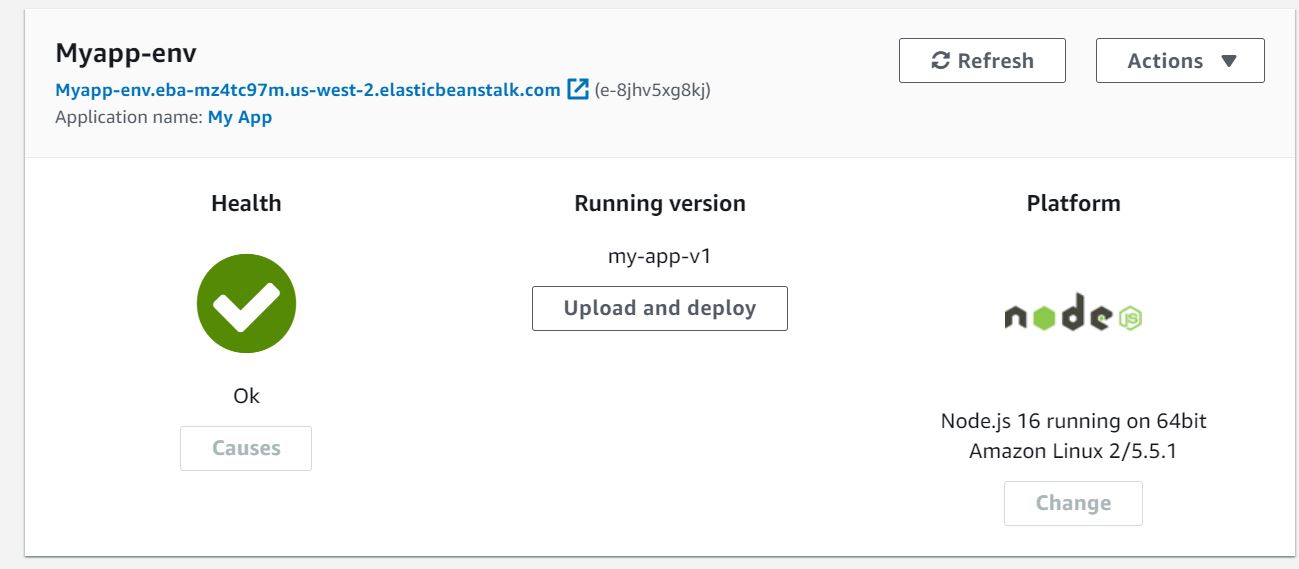 Myapp-env
Refresh
Actions
Myapp-env.eba-mz4tc97m.us-west-2.elasticbeanstalk.com (e-8jhv5xg8kj)
Application name: My App
Health
Running version
Platform
my-app-v1
Upload and deploy
node JS
Ok
Causes
Node.js 16 running on 64bit
Amazon Linux 2/5.5.1
Change